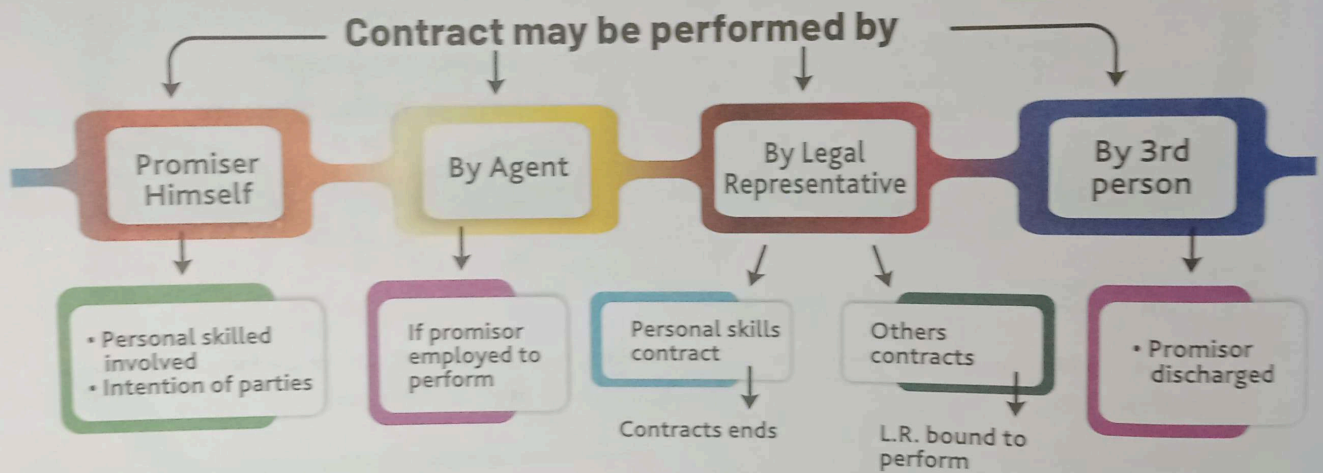 Contract may be performed by
Promiser
Himself
By Agent
By Legal
Representative
By 3rd
person
• Personal skilled
involved
• Intention of parties
If promisor
employed to
perform
Personal skills
contract
Others
contracts
• Promisor
discharged
Contracts ends
L.R. bound to
perform